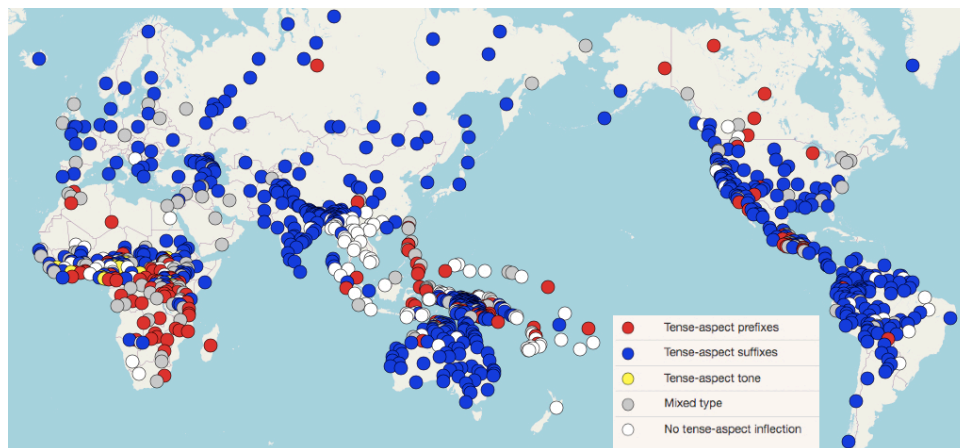 Tense-aspect prefixes
Tense-aspect suffixes
Tense-aspect tone
Mixed type
No tense-aspect inflection